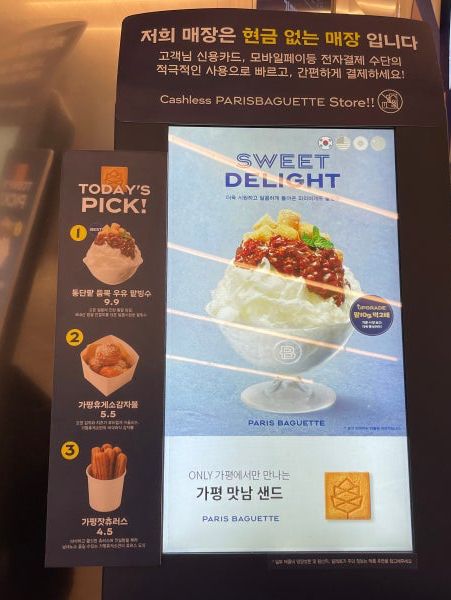 저희 매장은 현금 없는 매장 입니다
고객님 신용카드, 모바일페이등 전자결제 수단의
적극적인 사용으로 빠르고, 간편하게 결제하세요!
Cashless PARISBAGUETTE Store!!
TODAY'S
PICK!
1
BEST
통단팥 듬뿍 우유 팥빙수
9.9
2
가평휴게소감자볼
5.5
3
가평잣츄러스
4.5
SWEET
DELIGHT
UPGRADE
PARIS BAGUETTE
ONLY 가평에서만 만나는
가평 맛남 샌드
PARIS BAGUETTE